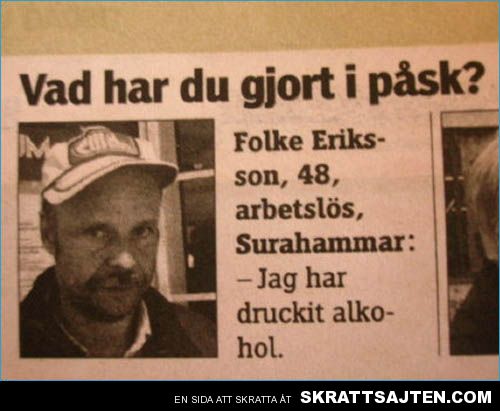 Vad har du gjort i påsk?
Folke Eriks-
son, 48,
arbetslös,
Surahammar:
– Jag har
druckit alko-
hol.
EN SIDA ATT SKRATTA ÅT SKRATTSAJTEN.COM